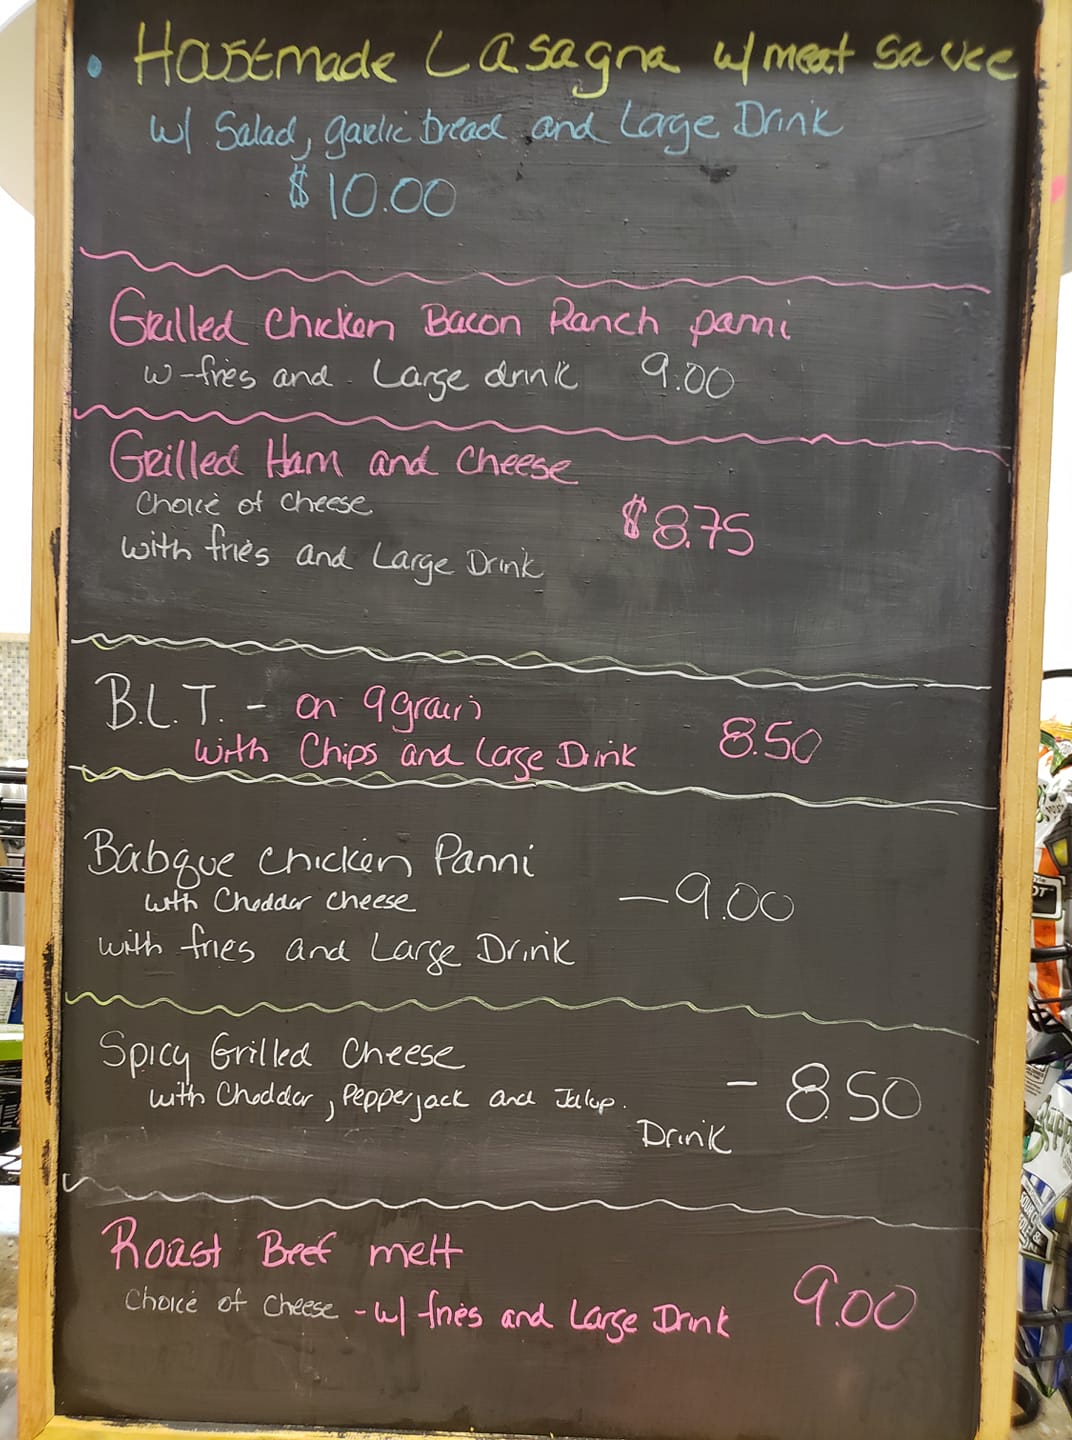 Housemade Lasagna w/ meat sauce
w/ Salad, garlic bread and Large Drink
$10.00
Grilled Chicken Bacon Ranch panni
w-fries and Large drink 9.00
Grilled Ham and Cheese
Choice of Cheese
$8.75
with fries and Large Drink
B.L.T. - on 9 grain
with Chips and Large Drink 8.50
Babque Chicken Panni
with Cheddar Cheese - 9.00
with fries and Large Drink
Spicy Grilled Cheese
with Cheddar, Pepperjack and Jalap. - 8.50
Drink
Roast Beef melt
Choice of Cheese - w/ fries and Large Drink 9.00